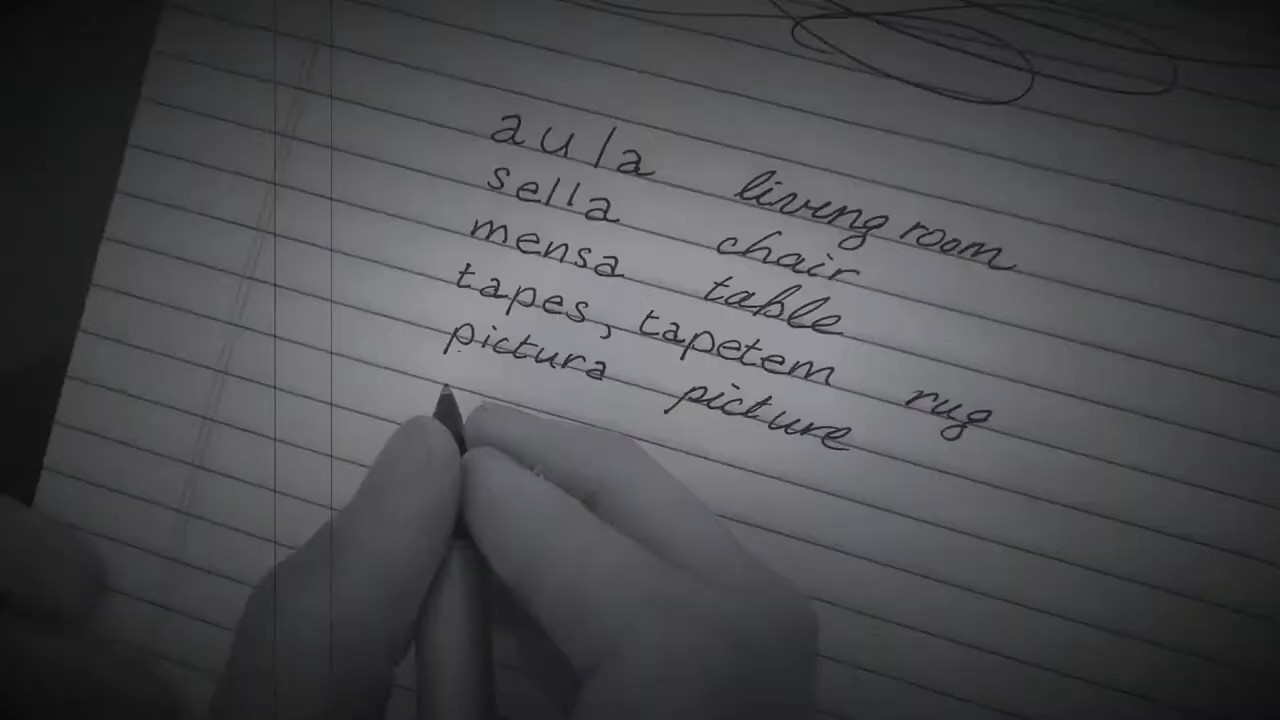 aula living room
sella chair
mensa table
tapes, tapetem rug
pictura picture